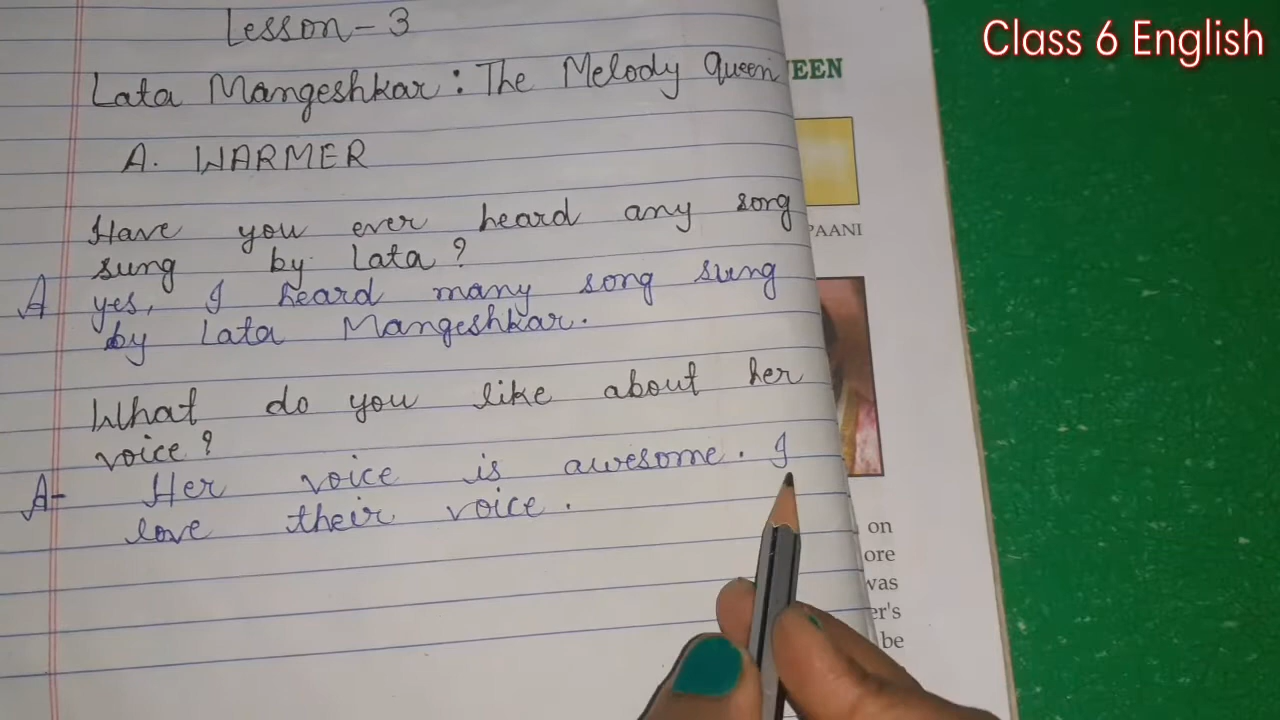 Class 6 English
Lesson-3
Lata Mangeshkar: The Melody Queen
A. WARMER
Have you ever heard any song
sung by Lata?
A yes, I heard many song sung
by Lata Mangeshkar.
What do you like about her
voice?
A- Her voice is awesome. I
love their voice.
EEN
PAANI
on
ore
was
er's
be